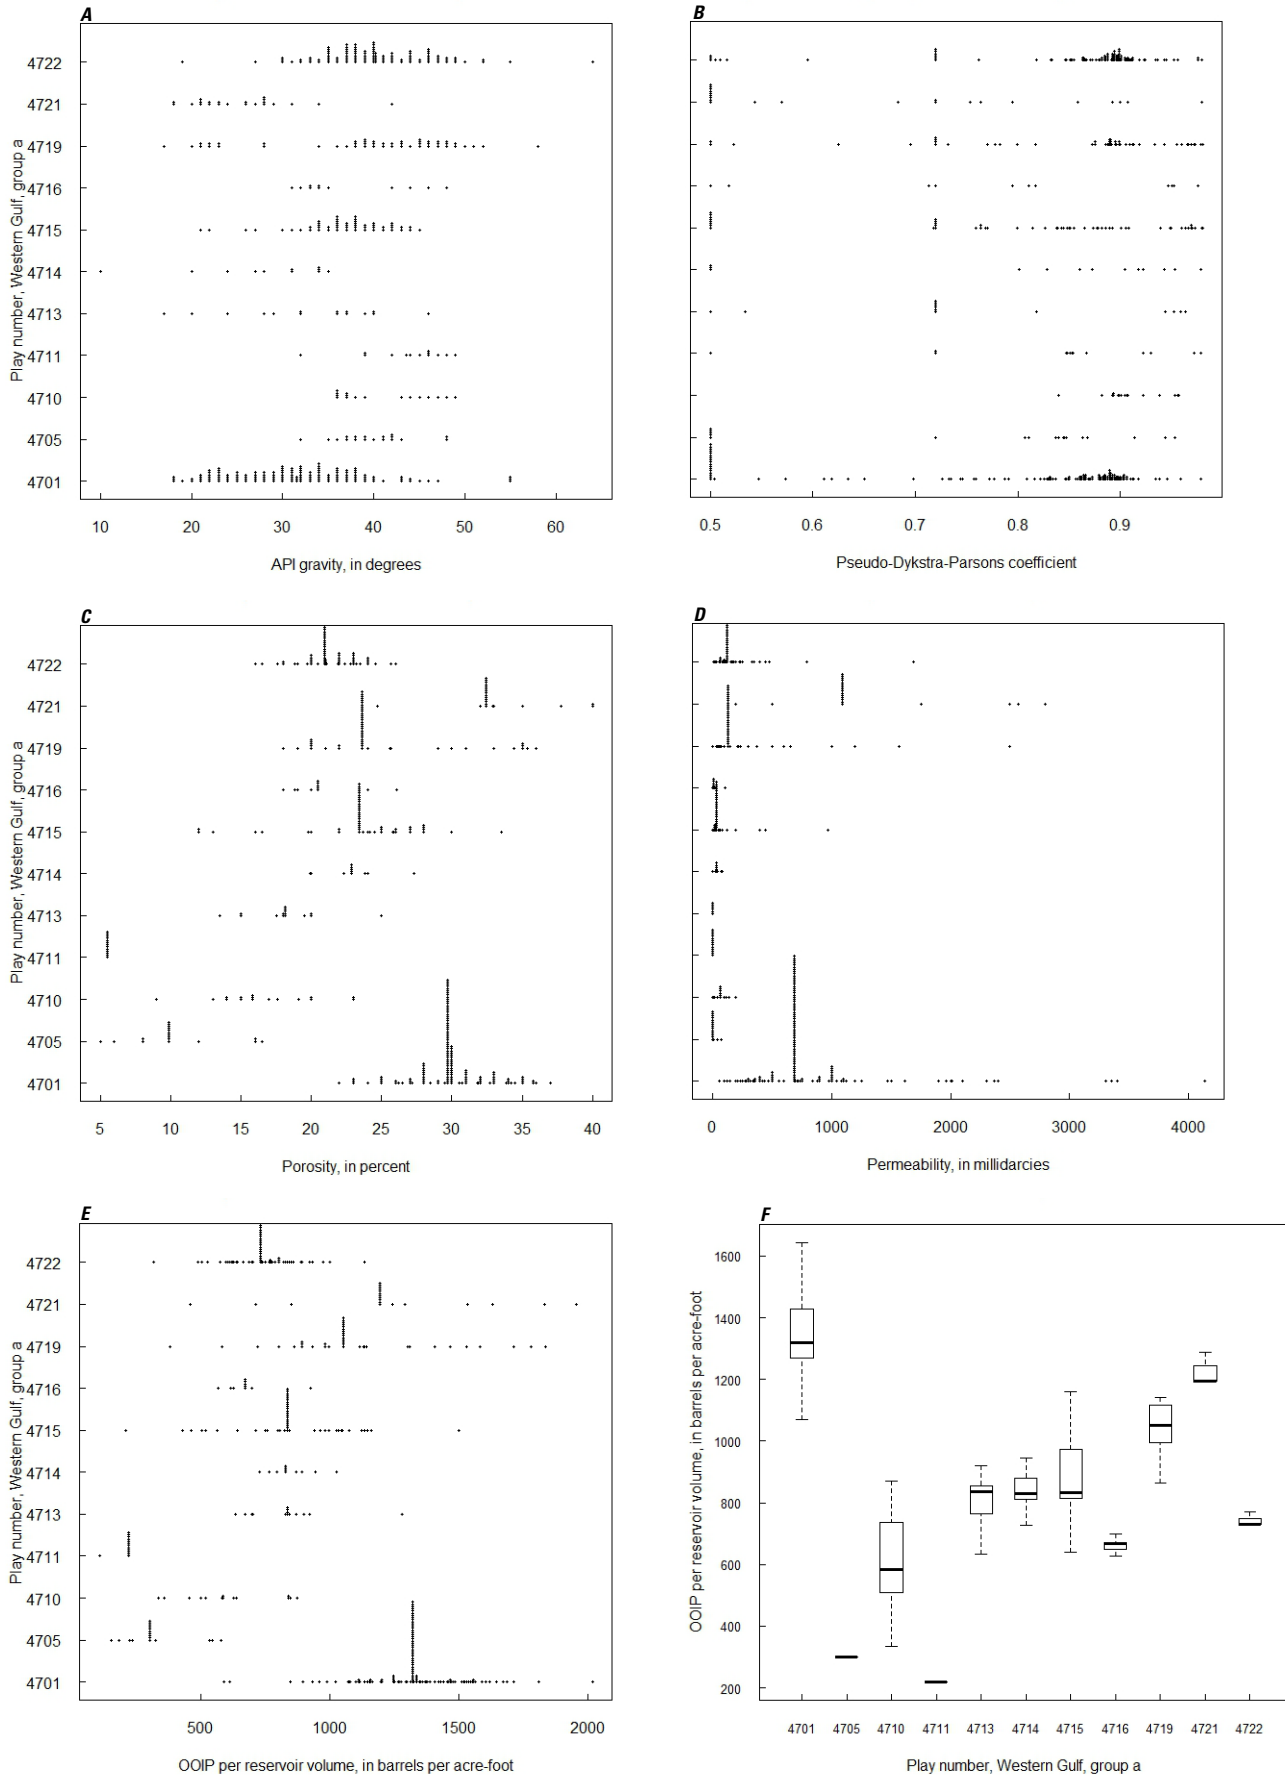 A
Play number, Western Gulf, group a
4722
4721
4719
4716
4715
4714
4713
4711
4710
4705
4701
10 20 30 40 50 60
API gravity, in degrees
B
0.5 0.6 0.7 0.8 0.9
Pseudo-Dykstra-Parsons coefficient
C
Play number, Western Gulf, group a
4722
4721
4719
4716
4715
4714
4713
4711
4710
4705
4701
5 10 15 20 25 30 35 40
Porosity, in percent
D
0 1000 2000 3000 4000
Permeability, in millidarcies
E
Play number, Western Gulf, group a
4722
4721
4719
4716
4715
4714
4713
4711
4710
4705
4701
500 1000 1500 2000
OOIP per reservoir volume, in barrels per acre-foot
F
OOIP per reservoir volume, in barrels per acre-foot
1600
1400
1200
1000
800
600
400
200
4701 4705 4710 4711 4713 4714 4715 4716 4719 4721 4722
Play number, Western Gulf, group a